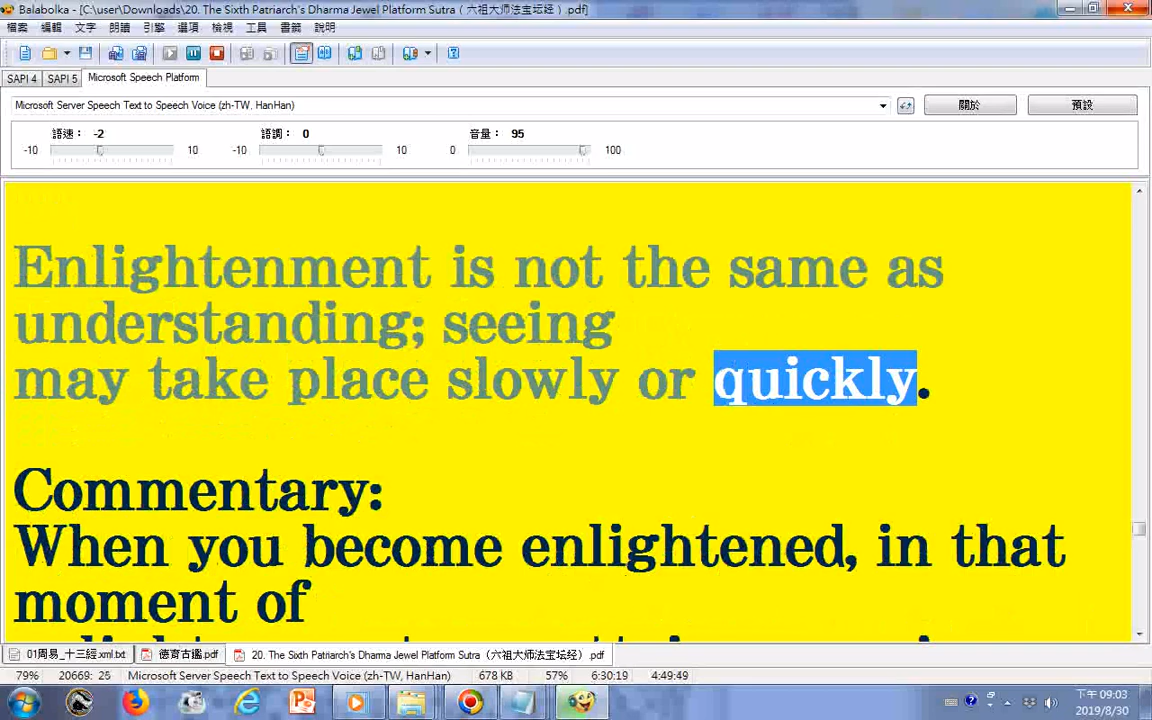 Balabolka - [C:\user\Downloads\20. The Sixth Patriarch's Dharma Jewel Platform Sutra（六祖大师法宝坛经）.pdf]
檔案 編輯 文字 朗讀 引擎 選項 檢視 工具 書籤 說明
SAPI 4 SAPI 5 Microsoft Speech Platform
Microsoft Server Speech Text to Speech Voice (zh-TW, HanHan) 關於 預設
語速： -2 語調： 0 音量： 95
-10 10 -10 10 0 100
Enlightenment is not the same as
understanding; seeing
may take place slowly or quickly.
Commentary:
When you become enlightened, in that
moment of
01周易_十三經.xml.txt 德育古鑑.pdf 20. The Sixth Patriarch's Dharma Jewel Platform Sutra（六祖大师法宝坛经）.pdf
79% 20669: 25 Microsoft Server Speech Text to Speech Voice (zh-TW, HanHan) 678 KB 57% 6:30:19 4:49:49
下午 09:03
2019/8/30